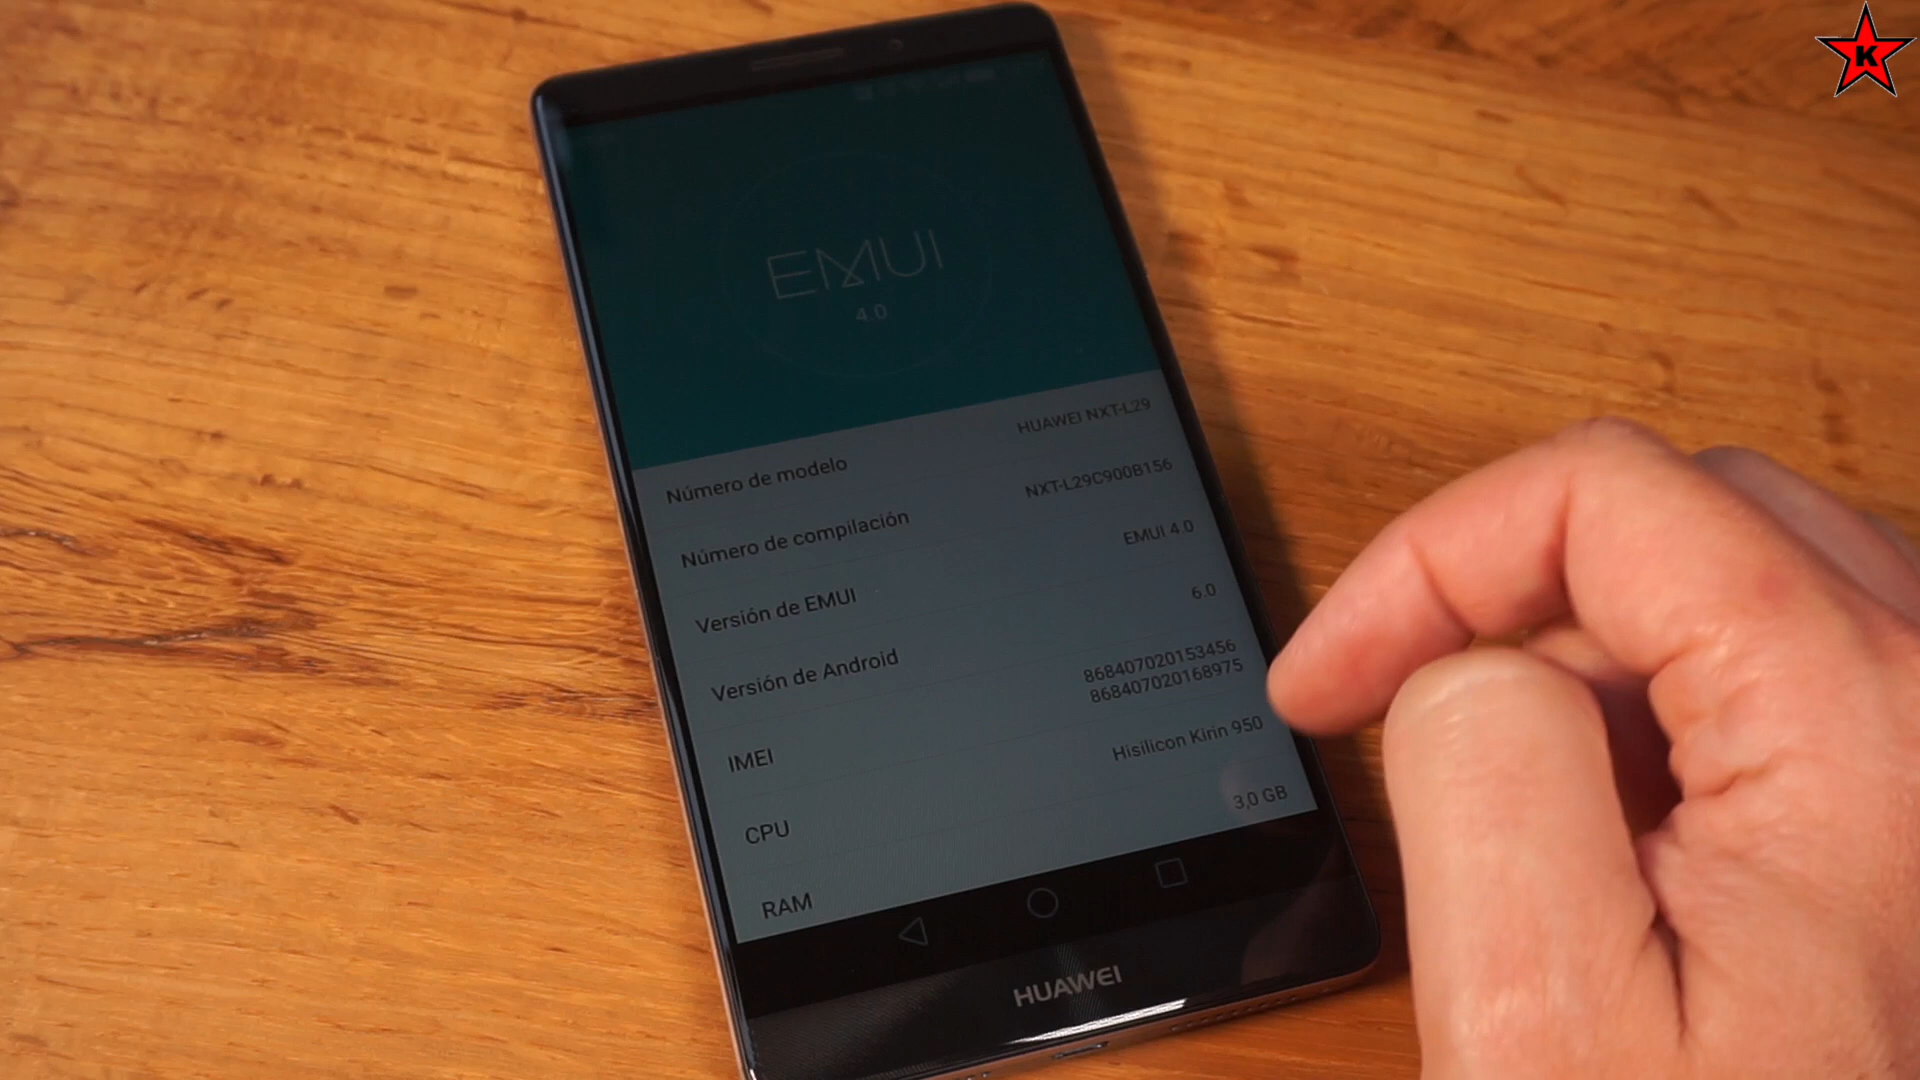 K
EMUI
4.0
Número de modelo HUAWEI NXT-L29
Número de compilación NXT-L29C900B156
Versión de EMUI EMUI 4.0
Versión de Android 6.0
IMEI 868407020153456
868407020168975
CPU Hisilicon Kirin 950
RAM 3,0 GB
HUAWEI